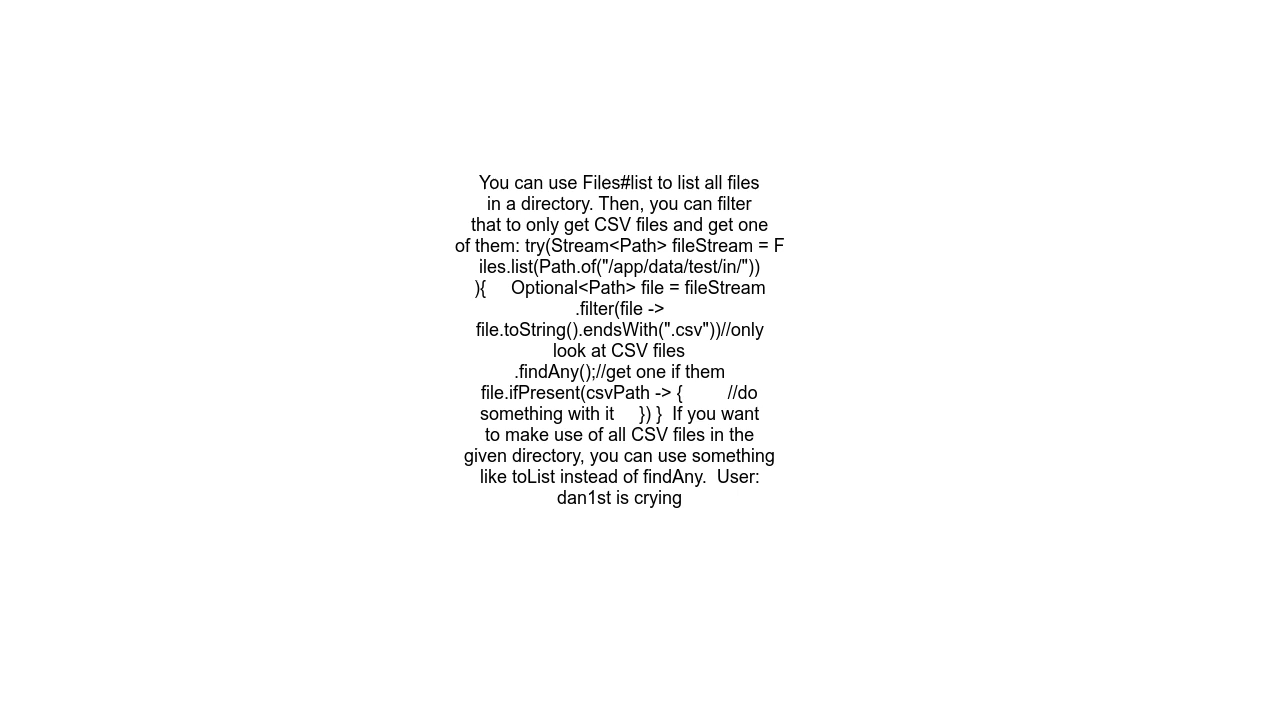 You can use Files#list to list all files
in a directory. Then, you can filter
that to only get CSV files and get one
of them: try(Stream<Path> fileStream = F
iles.list(Path.of("/app/data/test/in/"))
){     Optional<Path> file = fileStream
.filter(file ->
file.toString().endsWith(".csv"))//only
look at CSV files
.findAny();//get one if them
file.ifPresent(csvPath -> {         //do
something with it     }) }  If you want
to make use of all CSV files in the
given directory, you can use something
like toList instead of findAny.  User:
dan1st is crying